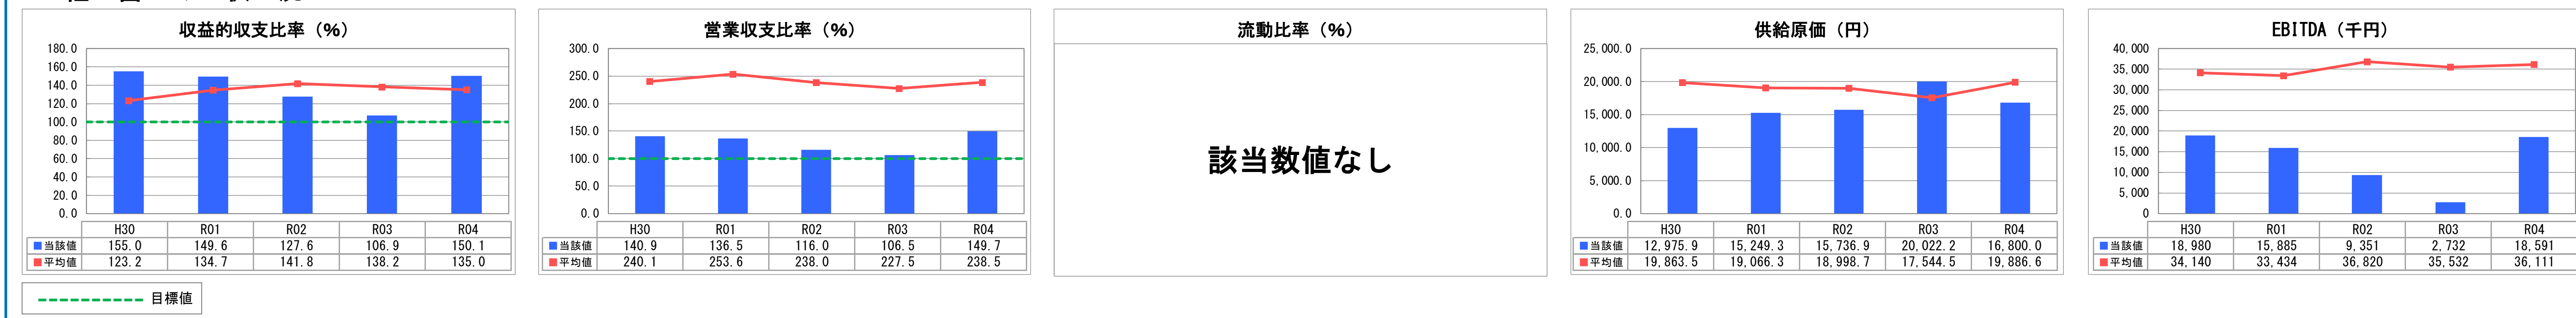 収益的収支比率（％）
180.0
160.0
140.0
120.0
100.0
80.0
60.0
40.0
20.0
0.0
H30 R01 R02 R03 R04
当該値 155.0 149.6 127.6 106.9 150.1
平均値 123.2 134.7 141.8 138.2 135.0
営業収支比率（％）
300.0
250.0
200.0
150.0
100.0
50.0
0.0
H30 R01 R02 R03 R04
当該値 140.9 136.5 116.0 106.5 149.7
平均値 240.1 253.6 238.0 227.5 238.5
流動比率（％）
該当数値なし
供給原価（円）
25,000.0
20,000.0
15,000.0
10,000.0
5,000.0
0.0
H30 R01 R02 R03 R04
当該値 12,975.9 15,249.3 15,736.9 20,022.2 16,800.0
平均値 19,863.5 19,066.3 18,998.7 17,544.5 19,886.6
EBITDA（千円）
40,000
35,000
30,000
25,000
20,000
15,000
10,000
5,000
0
H30 R01 R02 R03 R04
当該値 18,980 15,885 9,351 2,732 18,591
平均値 34,140 33,434 36,820 35,532 36,111
目標値